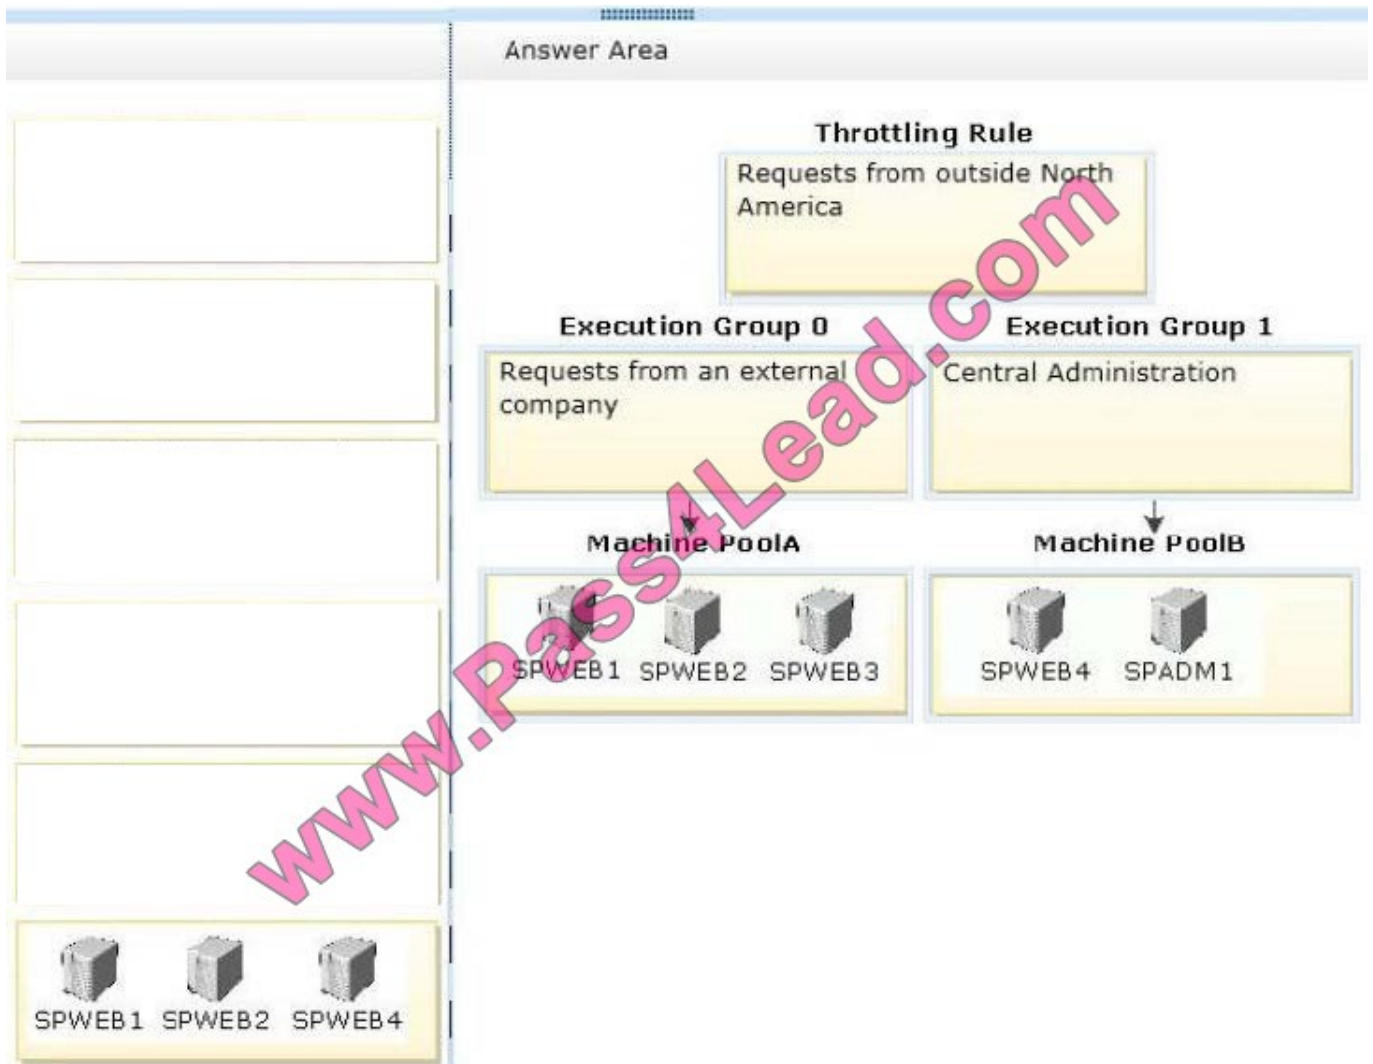 Answer Area
Throttling Rule
Requests from outside North
America
Execution Group 0
Execution Group 1
Requests from an external
company
Central Administration
Machine PoolA
Machine PoolB
SPWEB1 SPWEB2 SPWEB3
SPWEB4 SPADM1
SPWEB1 SPWEB2 SPWEB4
www.Pass4Lead.com